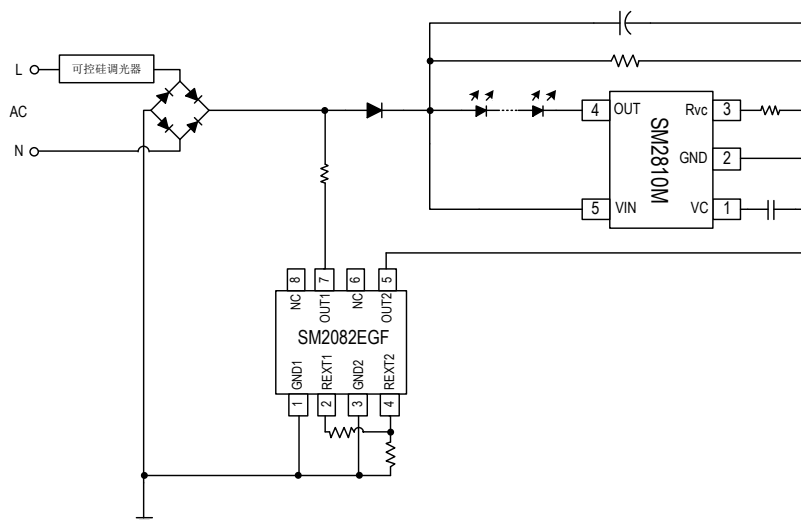 L
可控硅调光器
AC
N
4
OUT
5
VIN
SM2810M
Rvc
3
GND
2
VC
1
8
NC
7
OUT1
6
NC
5
OUT2
SM2082EGF
GND1
1
REXT1
2
GND2
3
REXT2
4